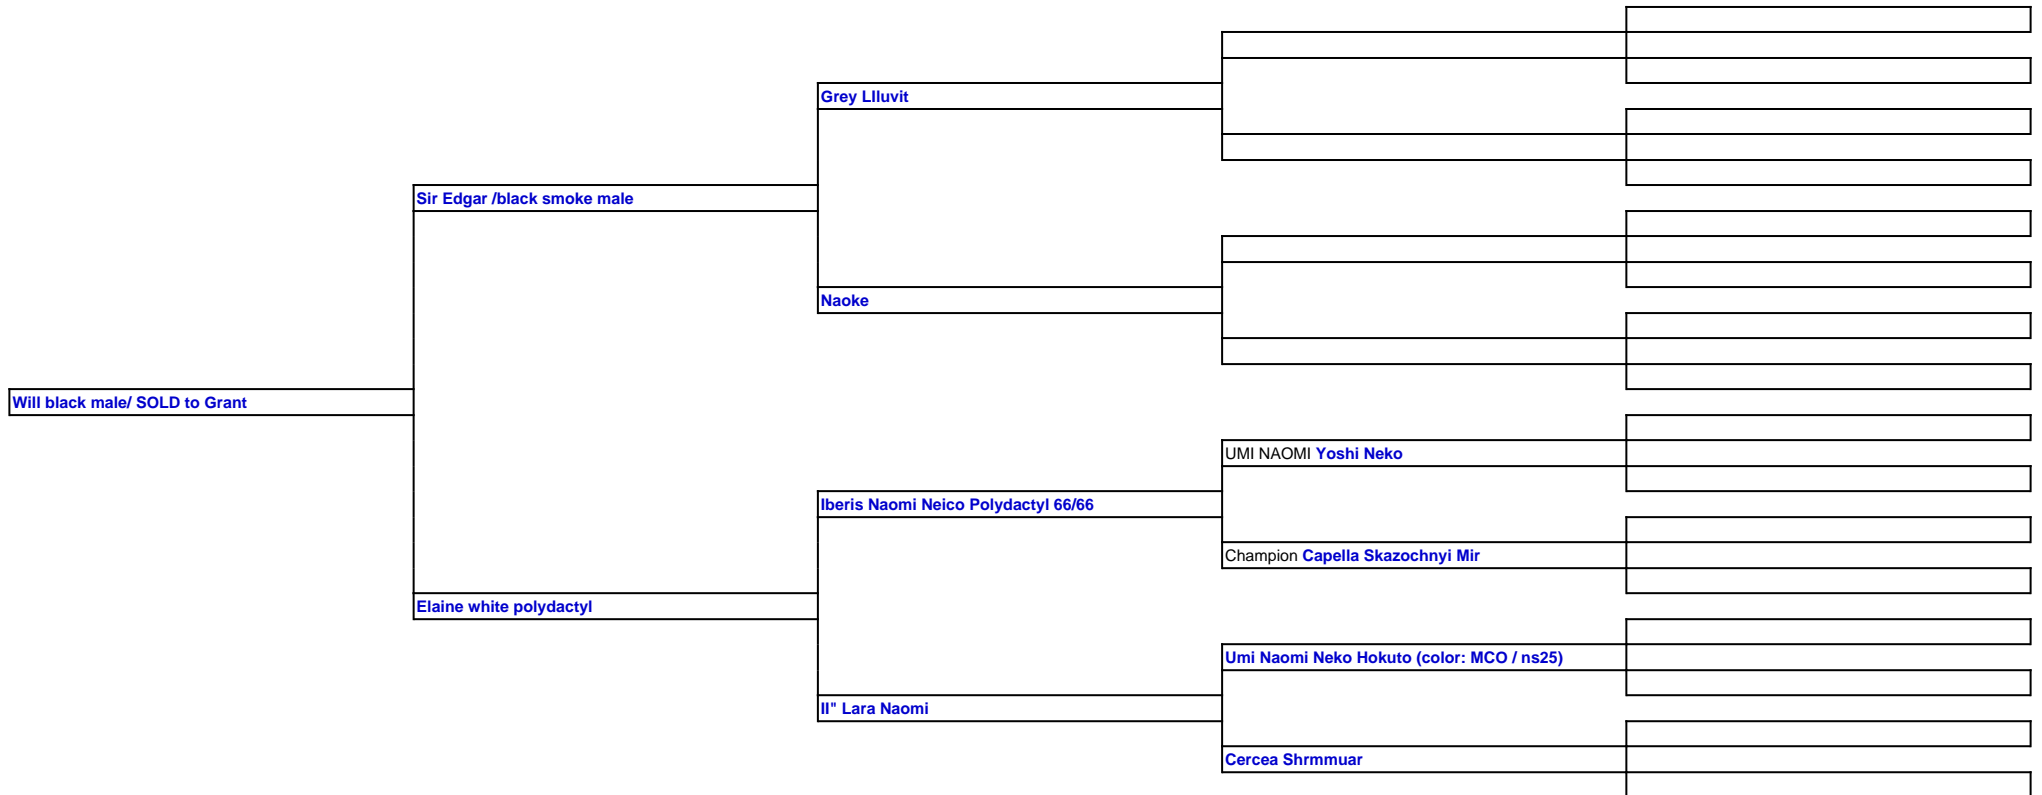 Grey LIluvit
Sir Edgar /black smoke male
Naoke
Will black male/ SOLD to Grant
UMI NAOMI Yoshi Neko
Iberis Naomi Neico Polydactyl 66/66
Champion Capella Skazochnyi Mir
Elaine white polydactyl
Umi Naomi Neko Hokuto (color: MCO / ns25)
II" Lara Naomi
Cercea Shrmmuar